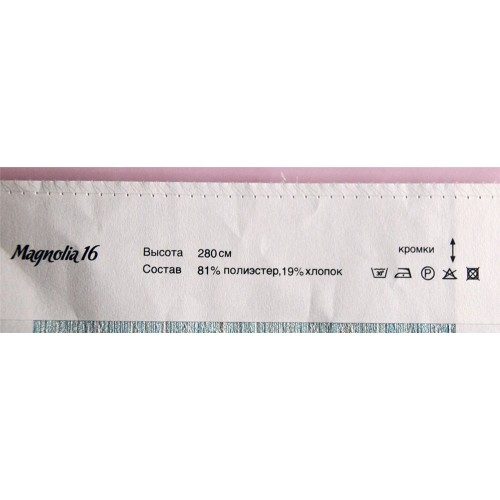 Magnolia 16
Высота 280 см
Состав 81% полиэстер, 19% хлопок
кромки
P